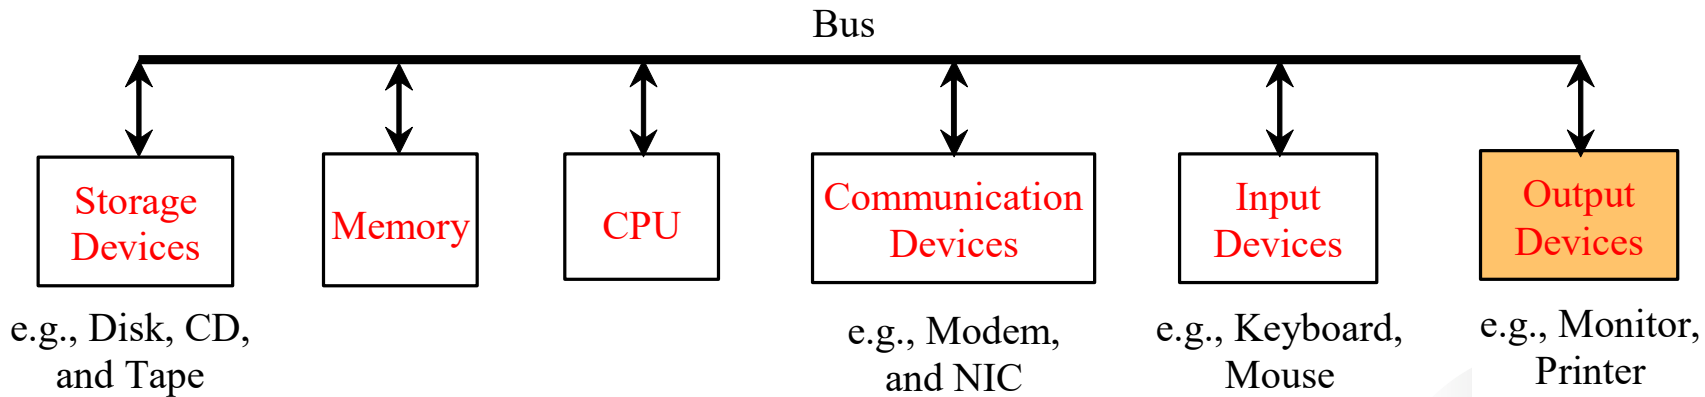 Bus
Storage
Devices
Memory
CPU
Communication
Devices
Input
Devices
Output
Devices
e.g., Disk, CD,
and Tape
e.g., Modem,
and NIC
e.g., Keyboard,
Mouse
e.g., Monitor,
Printer